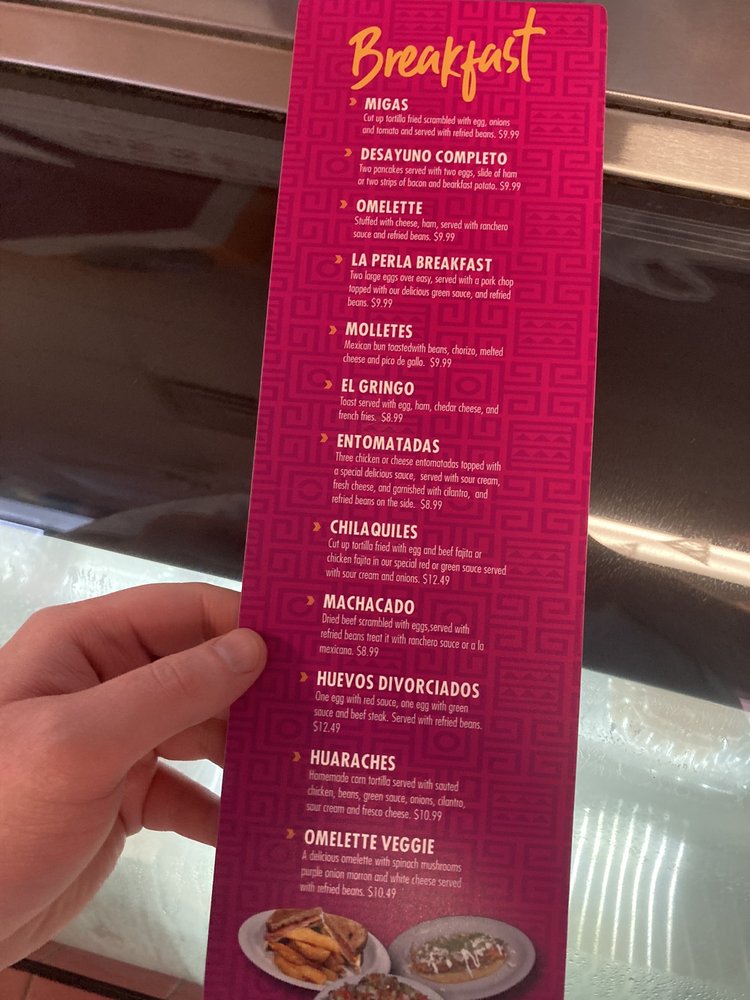 Breakfast
MIGAS
Cut up tortilla fried scrambled with egg, onions
and tomato and served with refried beans. $9.99
DESAYUNO COMPLETO
Two pancakes served with two eggs, slide of ham
or two strips of bacon and bearkfast potato. $9.99
OMELETTE
Stuffed with cheese, ham, served with ranchero
sauce and refried beans. $9.99
LA PERLA BREAKFAST
Two large eggs over easy, served with a pork chop
topped with our delicious green sauce, and refried
beans. $9.99
MOLLETES
Mexican bun toastedwith beans, chorizo, melted
cheese and pico de gallo. $9.99
EL GRINGO
Toast served with egg, ham, chedar cheese, and
french fries. $8.99
ENTOMATADAS
Three chicken or cheese entomatadas topped with
a special delicious sauce, served with sour cream,
fresh cheese, and garnished with cilantro, and
refried beans on the side. $8.99
CHILAQUILES
Cut up tortilla fried with egg and beef fajita or
chicken fajita in our special red or green sauce served
with sour cream and onions. $12.49
MACHACADO
Dried beef scrambled with eggs,served with
refried beans treat it with ranchero sauce or a la
mexicana. $8.99
HUEVOS DIVORCIADOS
One egg with red sauce, one egg with green
sauce and beef steak. Served with refried beans.
$12.49
HUARACHES
Homemade corn tortilla served with sauted
chicken, beans, green sauce, onions, cilantro,
sour cream and fresco cheese. $10.99
OMELETTE VEGGIE
A delicious omelette with spinach mushrooms
purple onion morron and white cheese served
with refried beans. $10.49